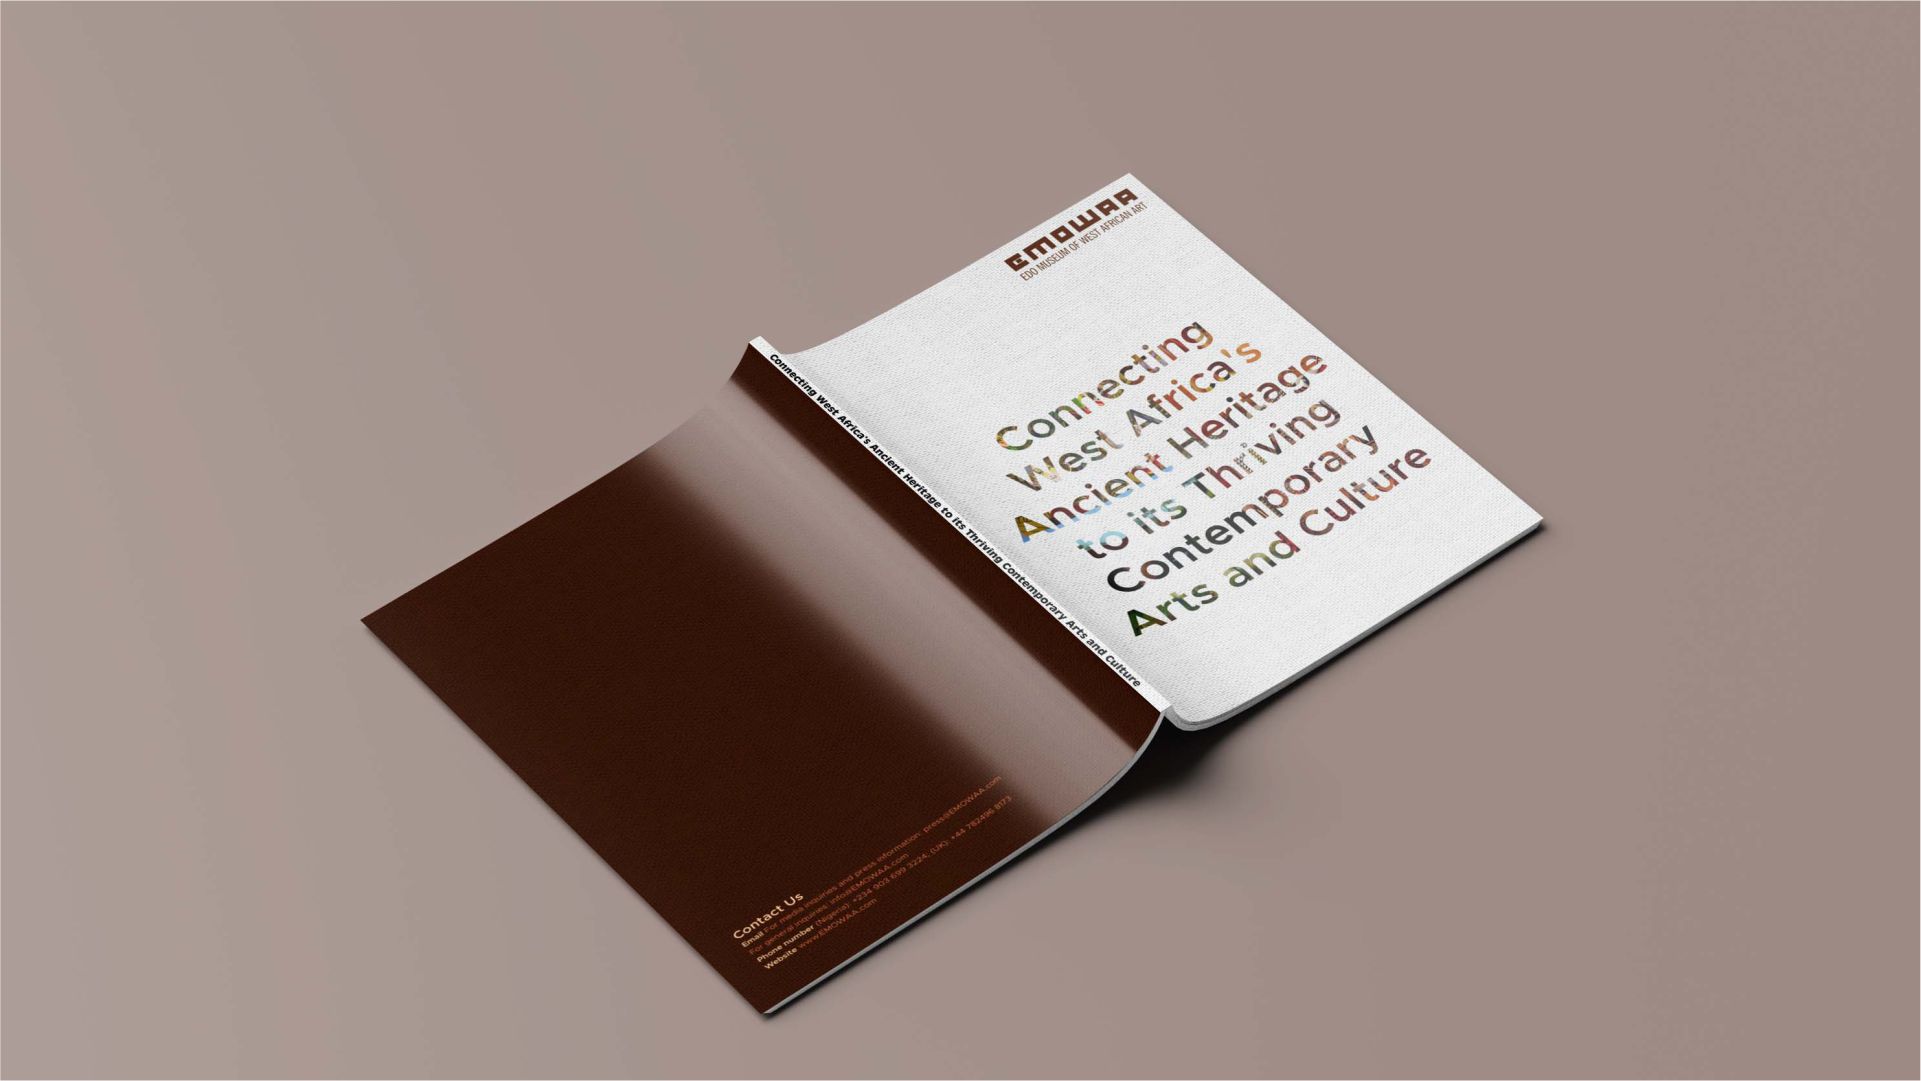 EMOWAA
EDO MUSEUM OF WEST AFRICAN ART
Connecting
West Africa's
Ancient Heritage
to its Thriving
Contemporary
Arts and Culture
Connecting West Africa's Ancient Heritage to its Thriving Contemporary Arts and Culture
Contact Us
Email For media inquiries and press information: press@EMOWAA.com
For general inquiries: info@EMOWAA.com
Phone number (Nigeria): +234 903 699 3224, (UK): +44 782496 8173
Website www.EMOWAA.com